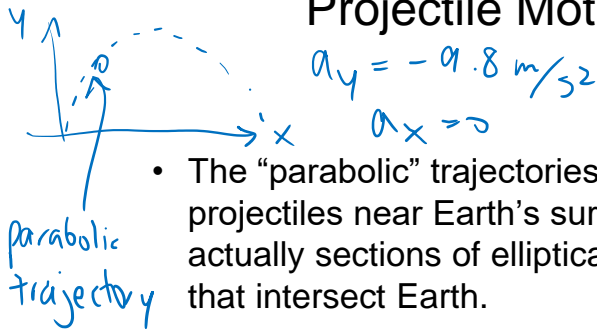 Projectile Mot
y
a_y = -9.8 m/s²
a_x = 0
x
• The “parabolic” trajectories
projectiles near Earth’s sur
actually sections of elliptica
that intersect Earth.
parabolic
trajectory